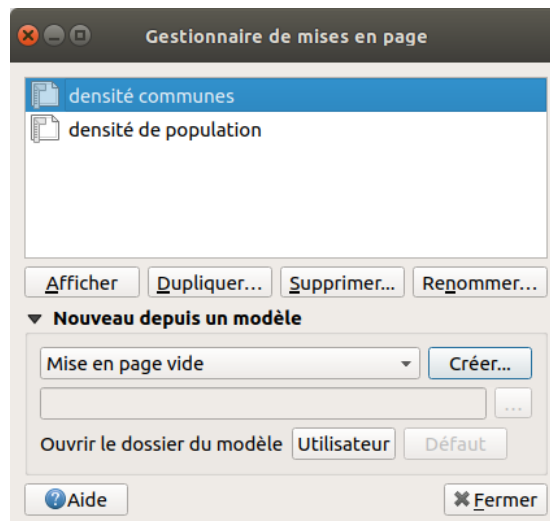 Gestionnaire de mises en page
densité communes
densité de population
Afficher Dupliquer... Supprimer... Renommer...
Nouveau depuis un modèle
Mise en page vide Créer...
...
Ouvrir le dossier du modèle Utilisateur Défaut
Aide Fermer